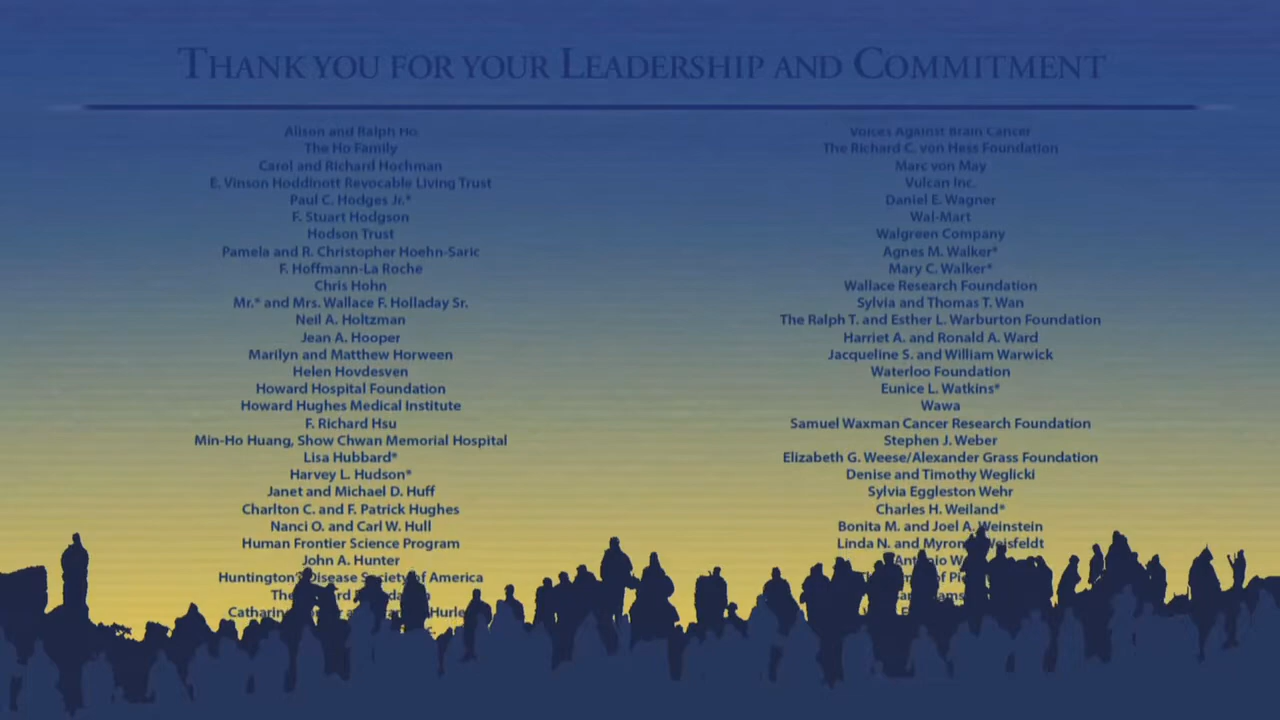 THANK YOU FOR YOUR LEADERSHIP AND COMMITMENT
Alison and Ralph Ho
The Ho Family
Carol and Richard Hochman
E. Vinson Hoddinott Revocable Living Trust
Paul C. Hodges Jr.*
F. Stuart Hodgson
Hodson Trust
Pamela and R. Christopher Hoehn-Saric
F. Hoffmann-La Roche
Chris Hohn
Mr.* and Mrs. Wallace F. Holladay Sr.
Neil A. Holtzman
Jean A. Hooper
Marilyn and Matthew Horween
Helen Hovdesven
Howard Hospital Foundation
Howard Hughes Medical Institute
F. Richard Hsu
Min-Ho Huang, Show Chwan Memorial Hospital
Lisa Hubbard*
Harvey L. Hudson*
Janet and Michael D. Huff
Charlton C. and F. Patrick Hughes
Nanci O. and Carl W. Hull
Human Frontier Science Program
John A. Hunter
Huntington's Disease Society of America
Voices Against Brain Cancer
The Richard C. von Hess Foundation
Marc von May
Vulcan Inc.
Daniel E. Wagner
Wal-Mart
Walgreen Company
Agnes M. Walker*
Mary C. Walker*
Wallace Research Foundation
Sylvia and Thomas T. Wan
The Ralph T. and Esther L. Warburton Foundation
Harriet A. and Ronald A. Ward
Jacqueline S. and William Warwick
Waterloo Foundation
Eunice L. Watkins*
Wawa
Samuel Waxman Cancer Research Foundation
Stephen J. Weber
Elizabeth G. Weese/Alexander Grass Foundation
Denise and Timothy Weglicki
Sylvia Eggleston Wehr
Charles H. Weiland*
Bonita M. and Joel A. Weinstein
Linda N. and Myron Weisfeldt